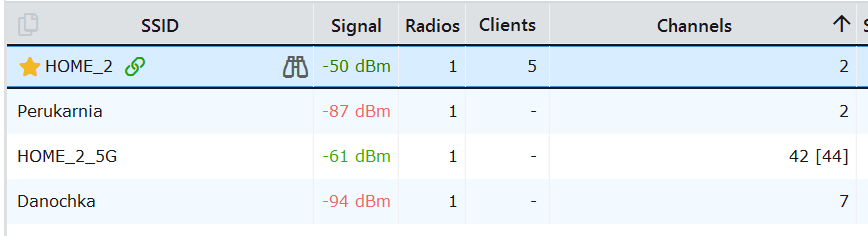 SSID Signal Radios Clients Channels
HOME_2 -50 dBm 1 5 2
Perukarnia -87 dBm 1 - 2
HOME_2_5G -61 dBm 1 - 42 [44]
Danochka -94 dBm 1 - 7